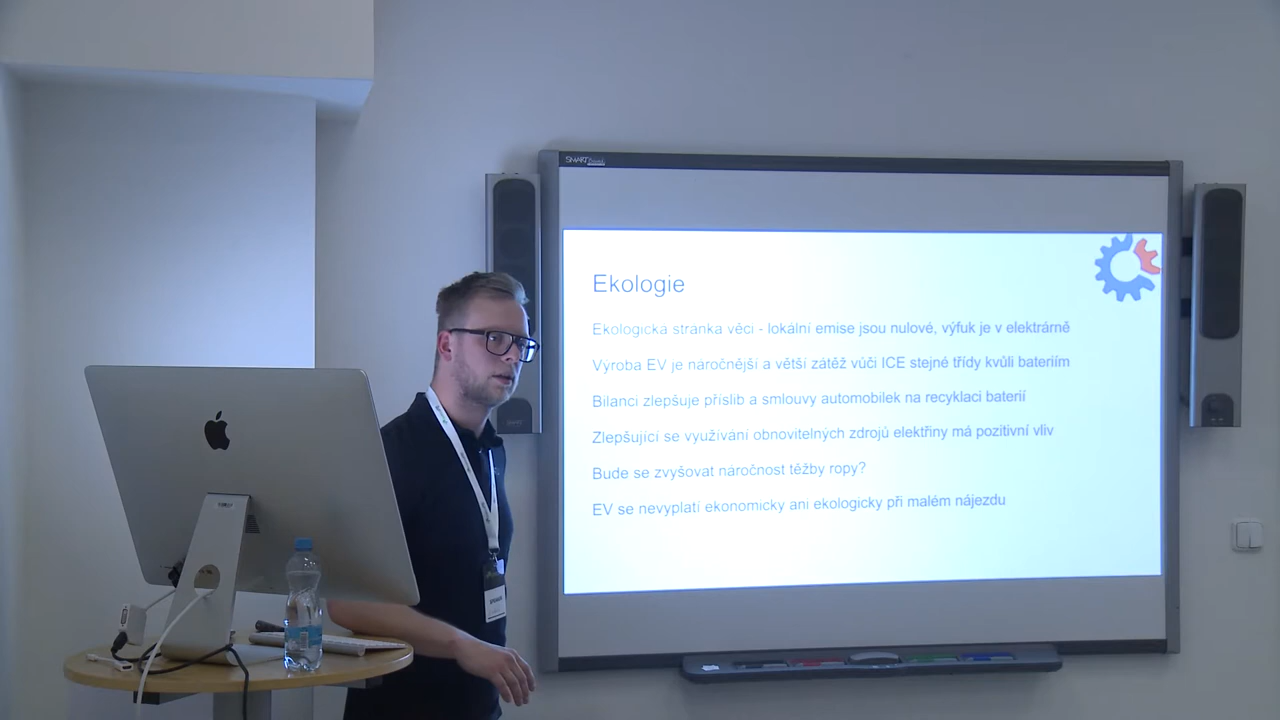 SMART
Ekologie
Ekologická stránka věci - lokální emise jsou nulové, výfuk je v elektrárně
Výroba EV je náročnější a větší zátěž vůči ICE stejné třídy kvůli bateriím
Bilanci zlepšuje příslib a smlouvy automobilek na recyklaci baterií
Zlepšující se využívání obnovitelných zdrojů elektřiny má pozitivní vliv
Bude se zvyšovat náročnost těžby ropy?
EV se nevyplatí ekonomicky ani ekologicky při malém nájezdu